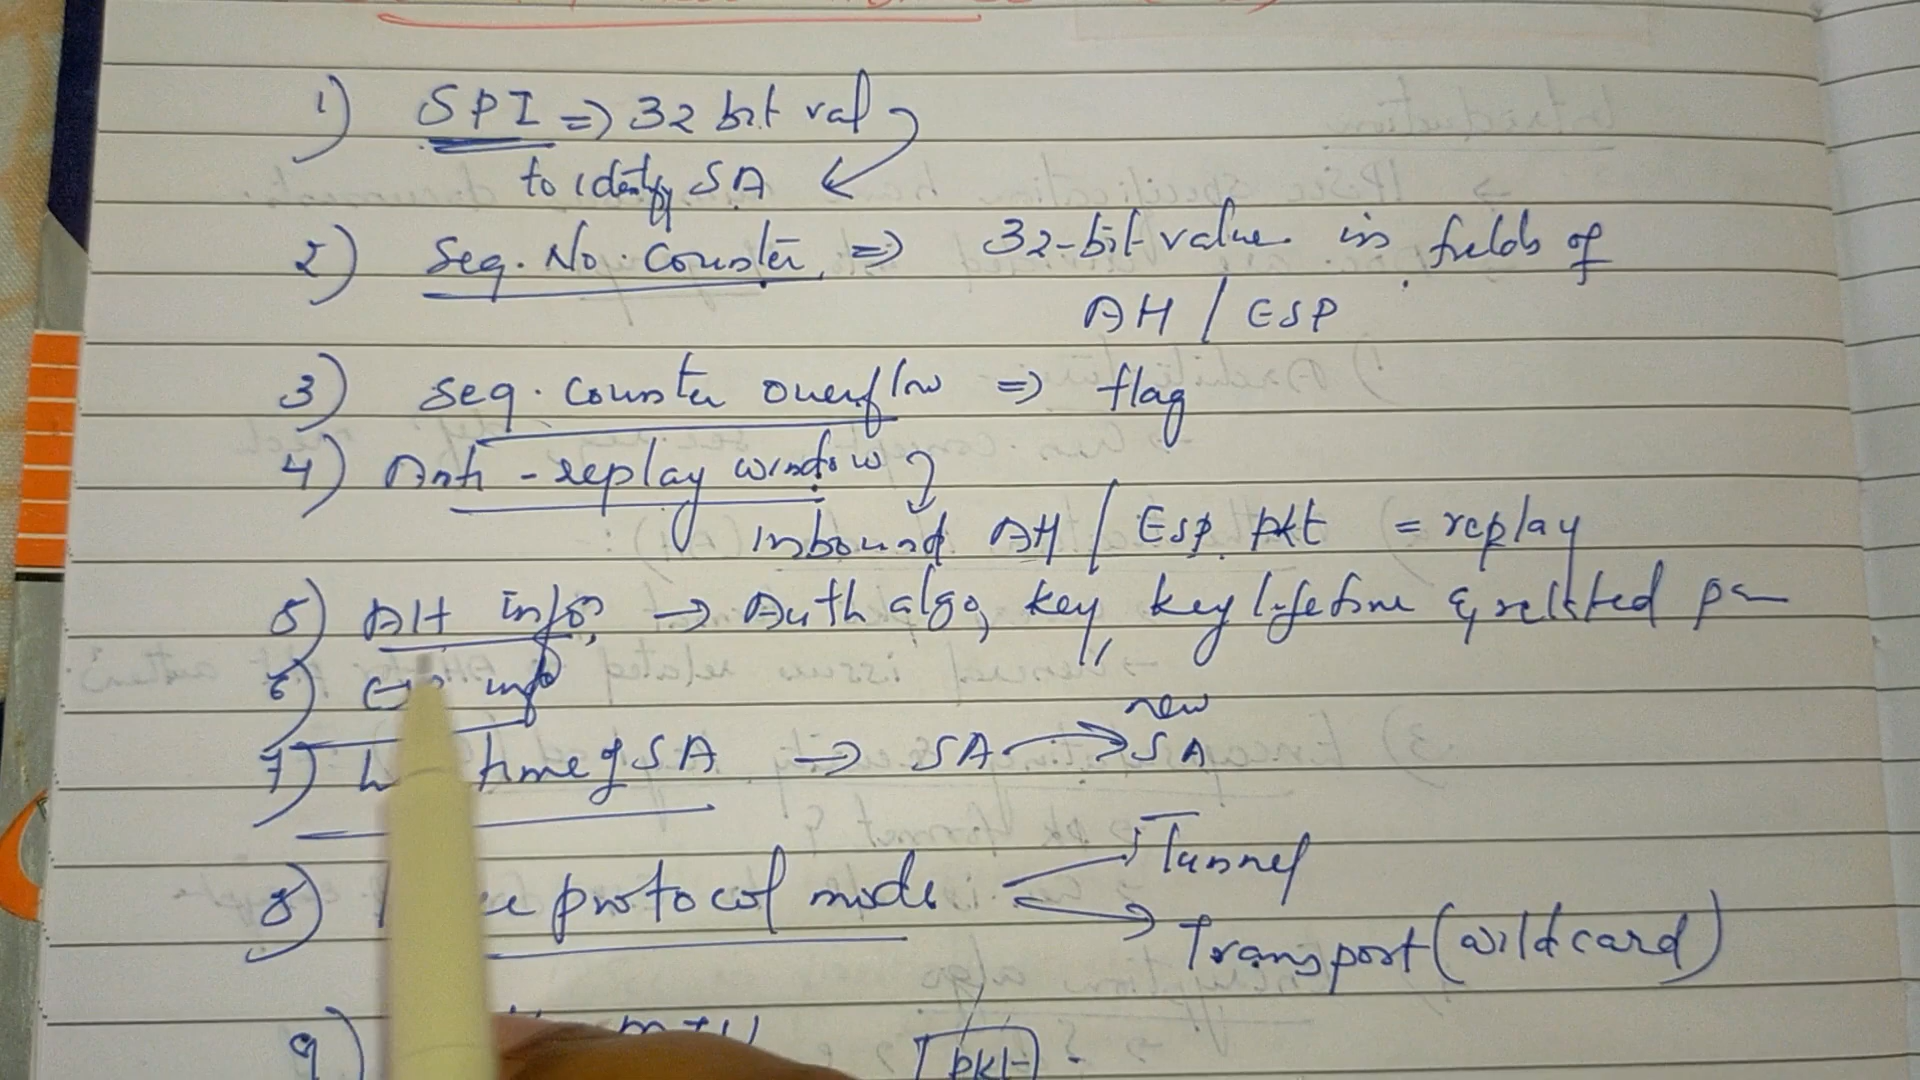 1) SPI => 32 bit val
to identify SA
2) Seq. No. Counter => 32-bit value in fields of
AH / ESP
3) Seq. Counter overflow => flag
4) Anti-replay window
inbound AH / ESP pkt = replay
5) AH info, -> Auth algo, key, key lifetime & related
6) info
new
7) time of SA -> SA -> SA
8) protocol mode
Tunnel
Transport (wildcard)
9)
pkt